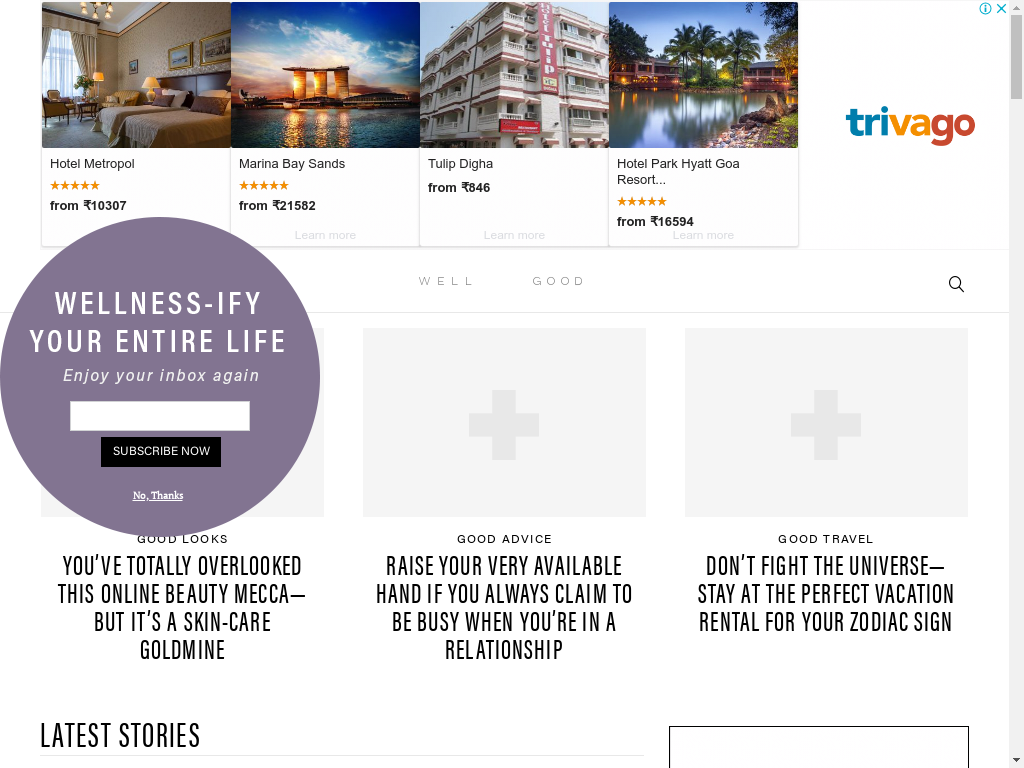 Hotel Metropol
★★★★★
from ₹10307
Marina Bay Sands
★★★★★
from ₹21582
Learn more
Tulip Digha
from ₹846
Learn more
Hotel Park Hyatt Goa
Resort...
★★★★★
from ₹16594
Learn more
trivago
WELL GOOD
WELLNESS-IFY
YOUR ENTIRE LIFE
Enjoy your inbox again
SUBSCRIBE NOW
No, Thanks
GOOD LOOKS
YOU'VE TOTALLY OVERLOOKED
THIS ONLINE BEAUTY MECCA—
BUT IT'S A SKIN-CARE
GOLDMINE
GOOD ADVICE
RAISE YOUR VERY AVAILABLE
HAND IF YOU ALWAYS CLAIM TO
BE BUSY WHEN YOU'RE IN A
RELATIONSHIP
GOOD TRAVEL
DON'T FIGHT THE UNIVERSE—
STAY AT THE PERFECT VACATION
RENTAL FOR YOUR ZODIAC SIGN
LATEST STORIES